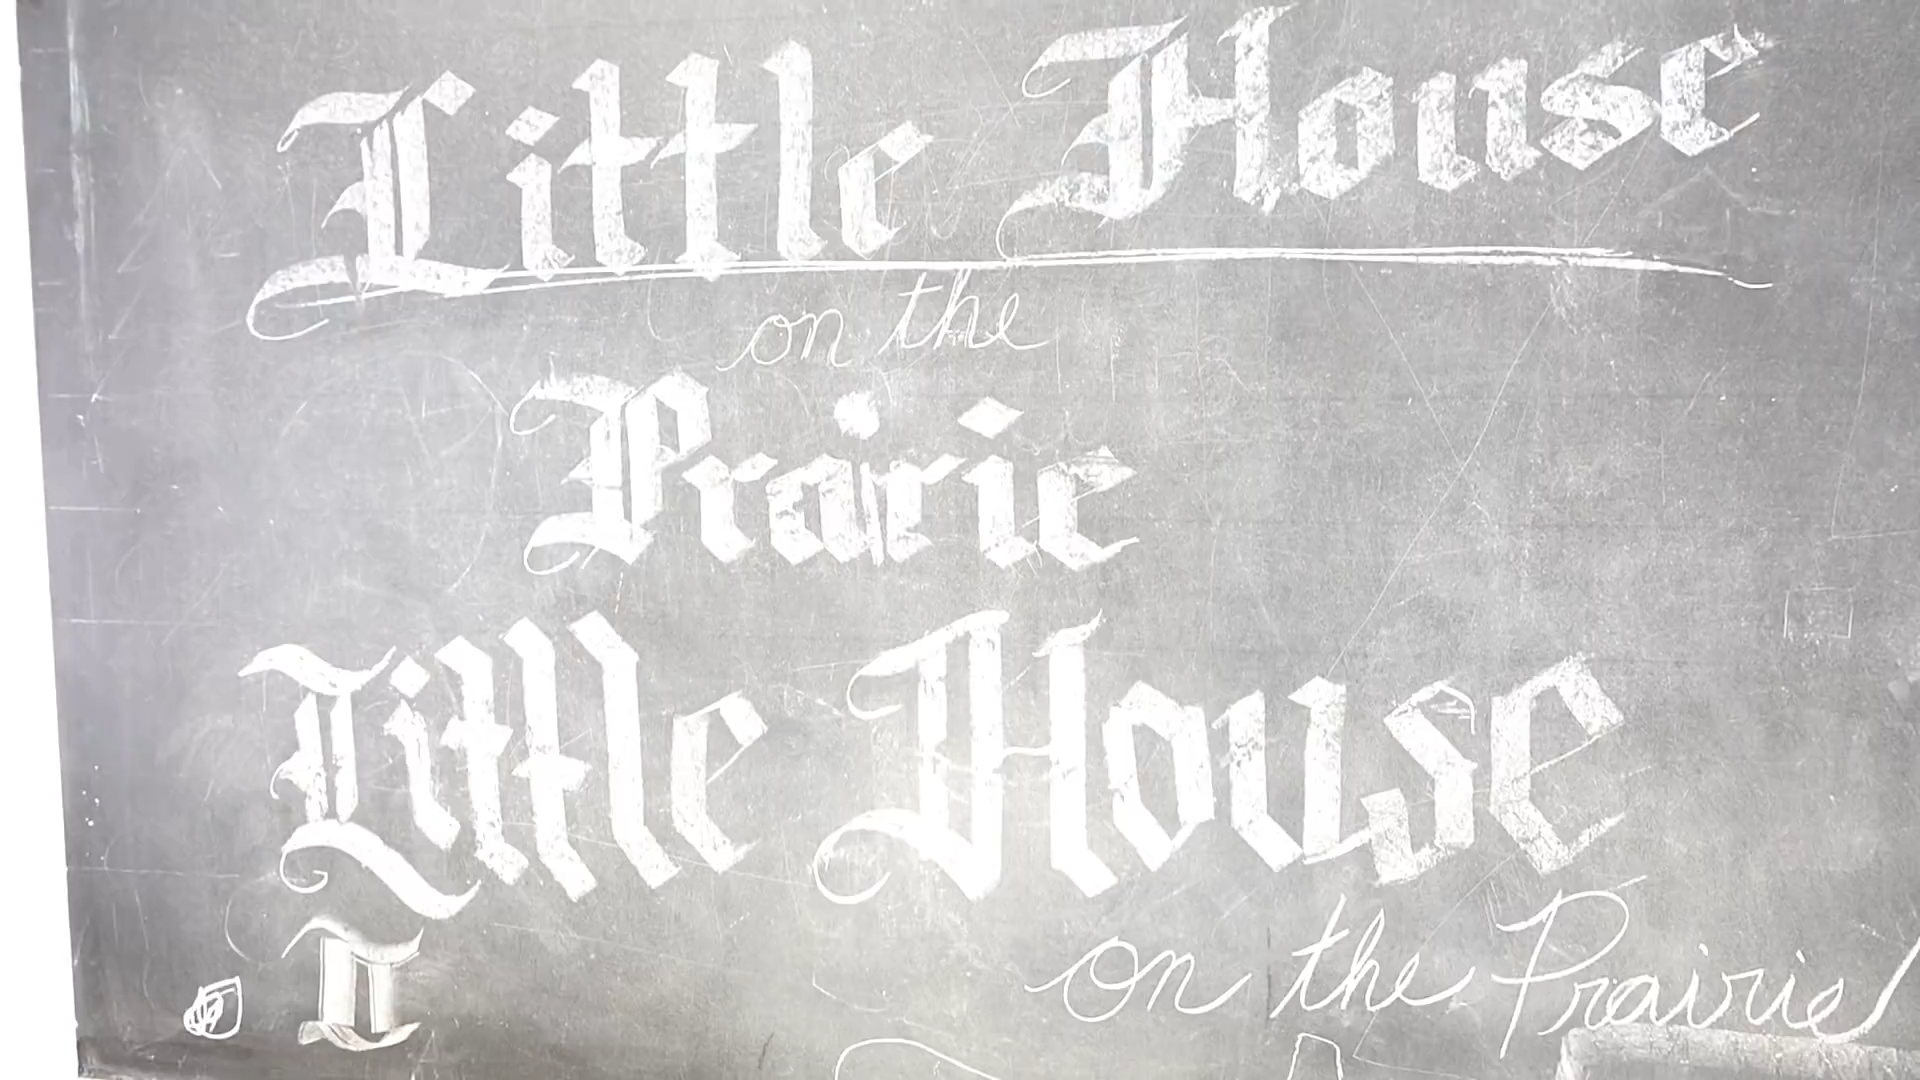 Little House
on the
Prairie
Little House
on the Prairie